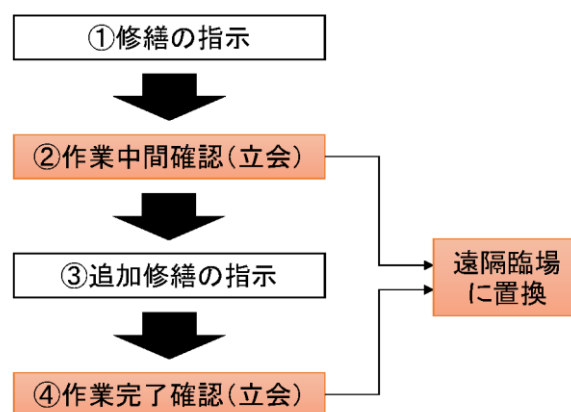 ①修繕の指示
②作業中間確認(立会)
③追加修繕の指示
④作業完了確認(立会)
遠隔臨場
に置換